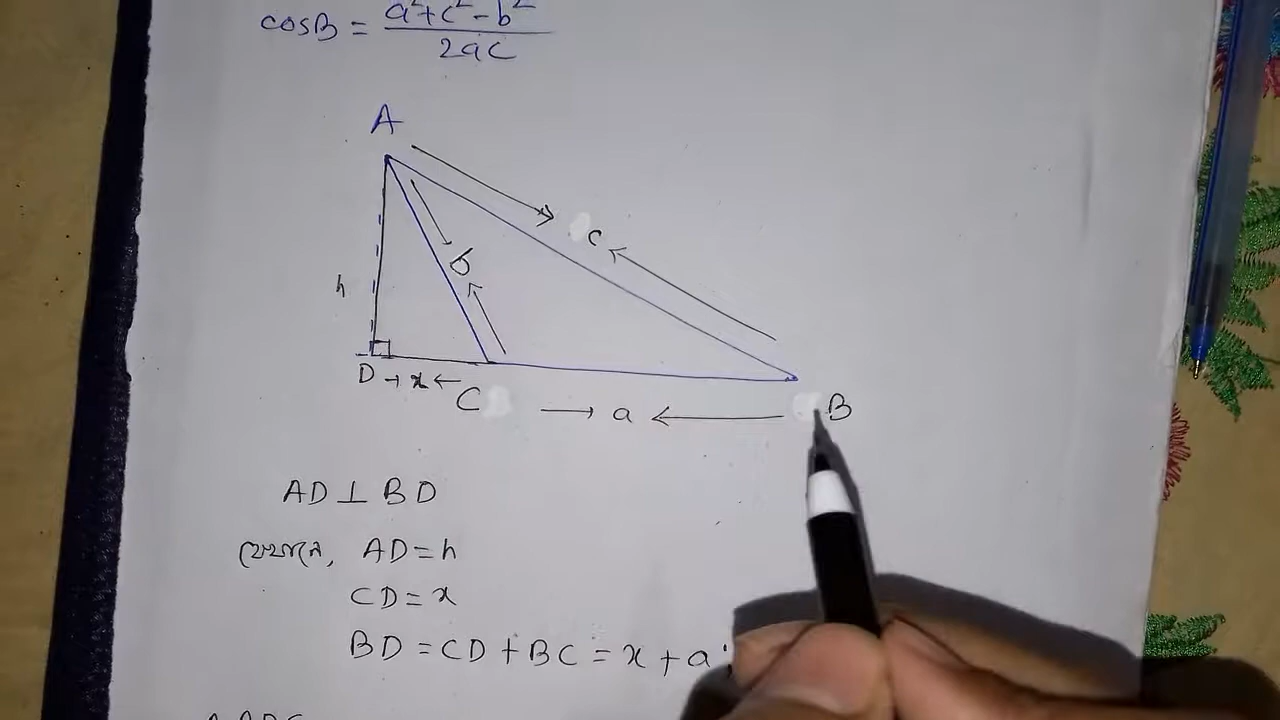 cosB = a²+c²-b² / 2ac
A
c
b
h
D → x ←
C
→ a ←
B
AD ⊥ BD
AD = h
CD = x
BD = CD + BC = x + a